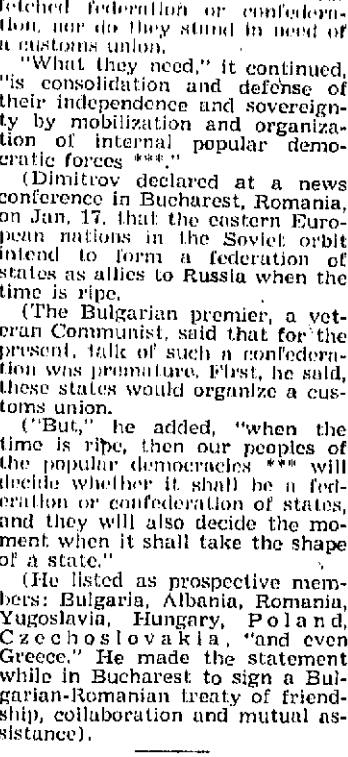 fetched federation or confedera-
tion, nor do they stand in need of
a customs union.
"What they need," it continued,
"is consolidation and defense of
their independence and sovereign-
ty by mobilization and organiza-
tion of internal popular demo-
cratic forces ***."
(Dimitrov declared at a news
conference in Bucharest, Romania,
on Jan. 17, that the eastern Euro-
pean nations in the Soviet orbit
intend to form a federation of
states as allies to Russia when the
time is ripe.
(The Bulgarian premier, a vet-
eran Communist, said that for the
present, talk of such a confedera-
tion was premature. First, he said,
these states would organize a cus-
toms union.
("But," he added, "when the
time is ripe, then our peoples of
the popular democracies *** will
decide whether it shall be a fed-
eration or confederation of states,
and they will also decide the mo-
ment when it shall take the shape
of a state."
(He listed as prospective mem-
bers: Bulgaria, Albania, Romania,
Yugoslavia, Hungary, Poland,
Czechoslovakia, "and even
Greece." He made the statement
while in Bucharest to sign a Bul-
garian-Romanian treaty of friend-
ship, collaboration and mutual as-
sistance).